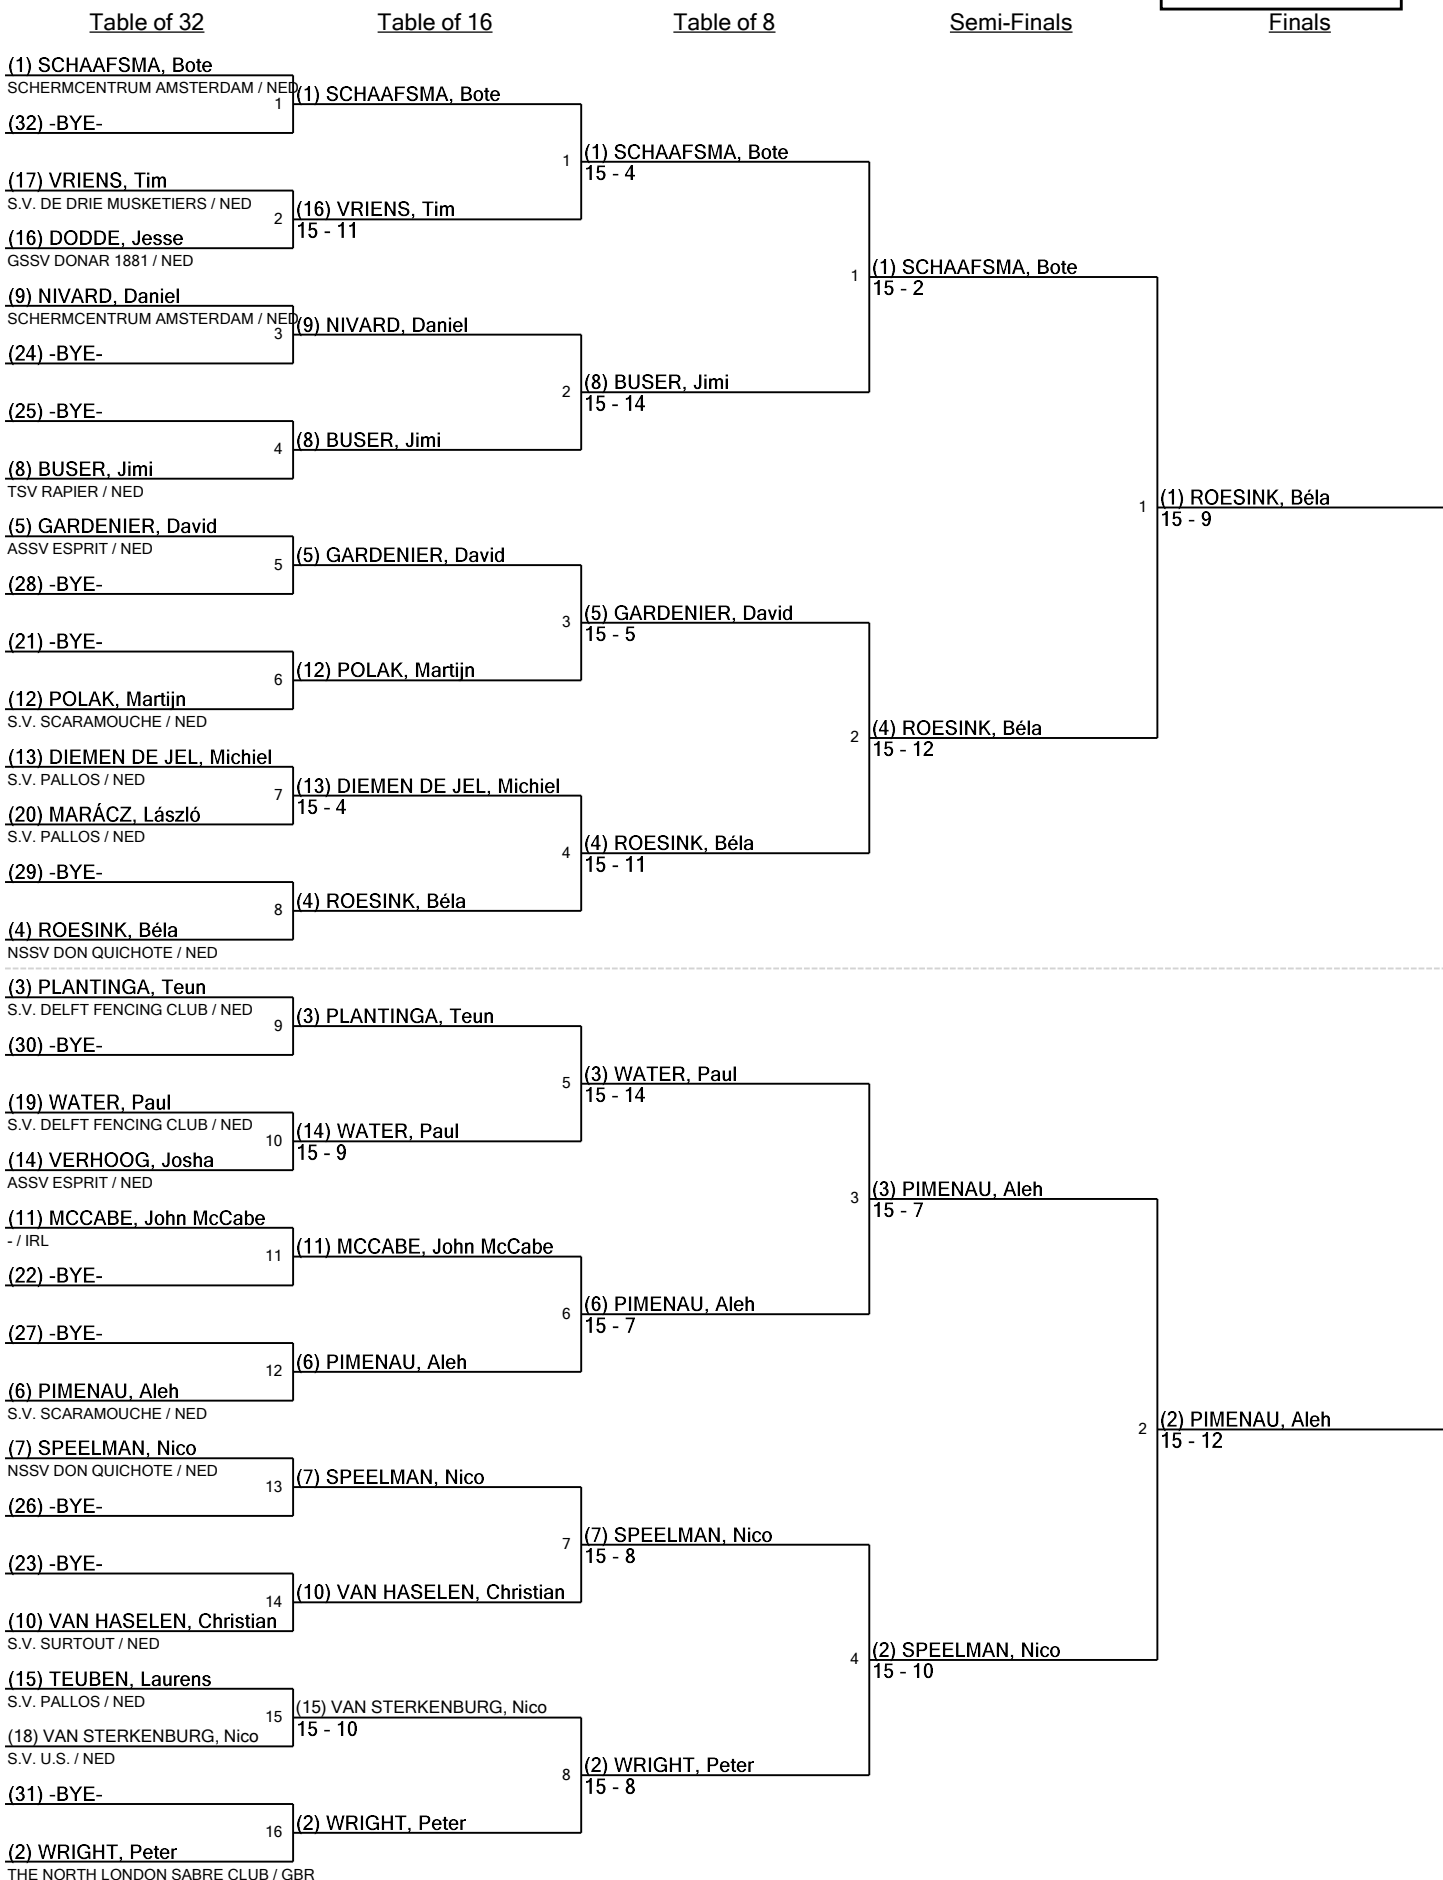 Table of 32
Table of 16
Table of 8
Semi-Finals
Finals
(1) SCHAAFSMA, Bote
SCHERMCENTRUM AMSTERDAM / NED
1
(32) -BYE-
(17) VRIENS, Tim
S.V. DE DRIE MUSKETIERS / NED
2
(16) DODDE, Jesse
GSSV DONAR 1881 / NED
(9) NIVARD, Daniel
SCHERMCENTRUM AMSTERDAM / NED
3
(24) -BYE-
(25) -BYE-
4
(8) BUSER, Jimi
TSV RAPIER / NED
(5) GARDENIER, David
ASSV ESPRIT / NED
5
(28) -BYE-
(21) -BYE-
6
(12) POLAK, Martijn
S.V. SCARAMOUCHE / NED
(13) DIEMEN DE JEL, Michiel
S.V. PALLOS / NED
7
(20) MARÁCZ, László
S.V. PALLOS / NED
(29) -BYE-
8
(4) ROESINK, Béla
NSSV DON QUICHOTE / NED
(3) PLANTINGA, Teun
S.V. DELFT FENCING CLUB / NED
9
(30) -BYE-
(19) WATER, Paul
S.V. DELFT FENCING CLUB / NED
10
(14) VERHOOG, Josha
ASSV ESPRIT / NED
(11) MCCABE, John McCabe
- / IRL
11
(22) -BYE-
(27) -BYE-
12
(6) PIMENAU, Aleh
S.V. SCARAMOUCHE / NED
(7) SPEELMAN, Nico
NSSV DON QUICHOTE / NED
13
(26) -BYE-
(23) -BYE-
14
(10) VAN HASELEN, Christian
S.V. SURTOUT / NED
(15) TEUBEN, Laurens
S.V. PALLOS / NED
15
(18) VAN STERKENBURG, Nico
S.V. U.S. / NED
(31) -BYE-
16
(2) WRIGHT, Peter
THE NORTH LONDON SABRE CLUB / GBR
(1) SCHAAFSMA, Bote
1
(16) VRIENS, Tim
15 - 11
(9) NIVARD, Daniel
2
(8) BUSER, Jimi
(5) GARDENIER, David
3
(12) POLAK, Martijn
(13) DIEMEN DE JEL, Michiel
15 - 4
4
(4) ROESINK, Béla
(3) PLANTINGA, Teun
5
(14) WATER, Paul
15 - 9
(11) MCCABE, John McCabe
6
(6) PIMENAU, Aleh
(7) SPEELMAN, Nico
7
(10) VAN HASELEN, Christian
(15) VAN STERKENBURG, Nico
15 - 10
8
(2) WRIGHT, Peter
(1) SCHAAFSMA, Bote
15 - 4
1
(8) BUSER, Jimi
15 - 14
(5) GARDENIER, David
15 - 5
2
(4) ROESINK, Béla
15 - 11
(3) WATER, Paul
15 - 14
3
(6) PIMENAU, Aleh
15 - 7
(7) SPEELMAN, Nico
15 - 8
4
(2) WRIGHT, Peter
15 - 8
(1) SCHAAFSMA, Bote
15 - 2
1
(4) ROESINK, Béla
15 - 12
(3) PIMENAU, Aleh
15 - 7
2
(2) SPEELMAN, Nico
15 - 10
(1) ROESINK, Béla
15 - 9
(2) PIMENAU, Aleh
15 - 12